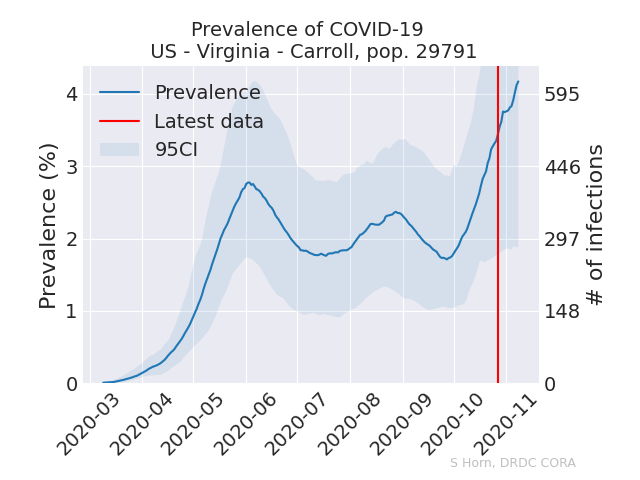 Prevalence of COVID-19
US - Virginia - Carroll, pop. 29791
Prevalence
Latest data
95CI
Prevalence (%)
4
3
2
1
0
595
446
297
148
0
# of infections
2020-03
2020-04
2020-05
2020-06
2020-07
2020-08
2020-09
2020-10
2020-11
S Horn, DRDC CORA